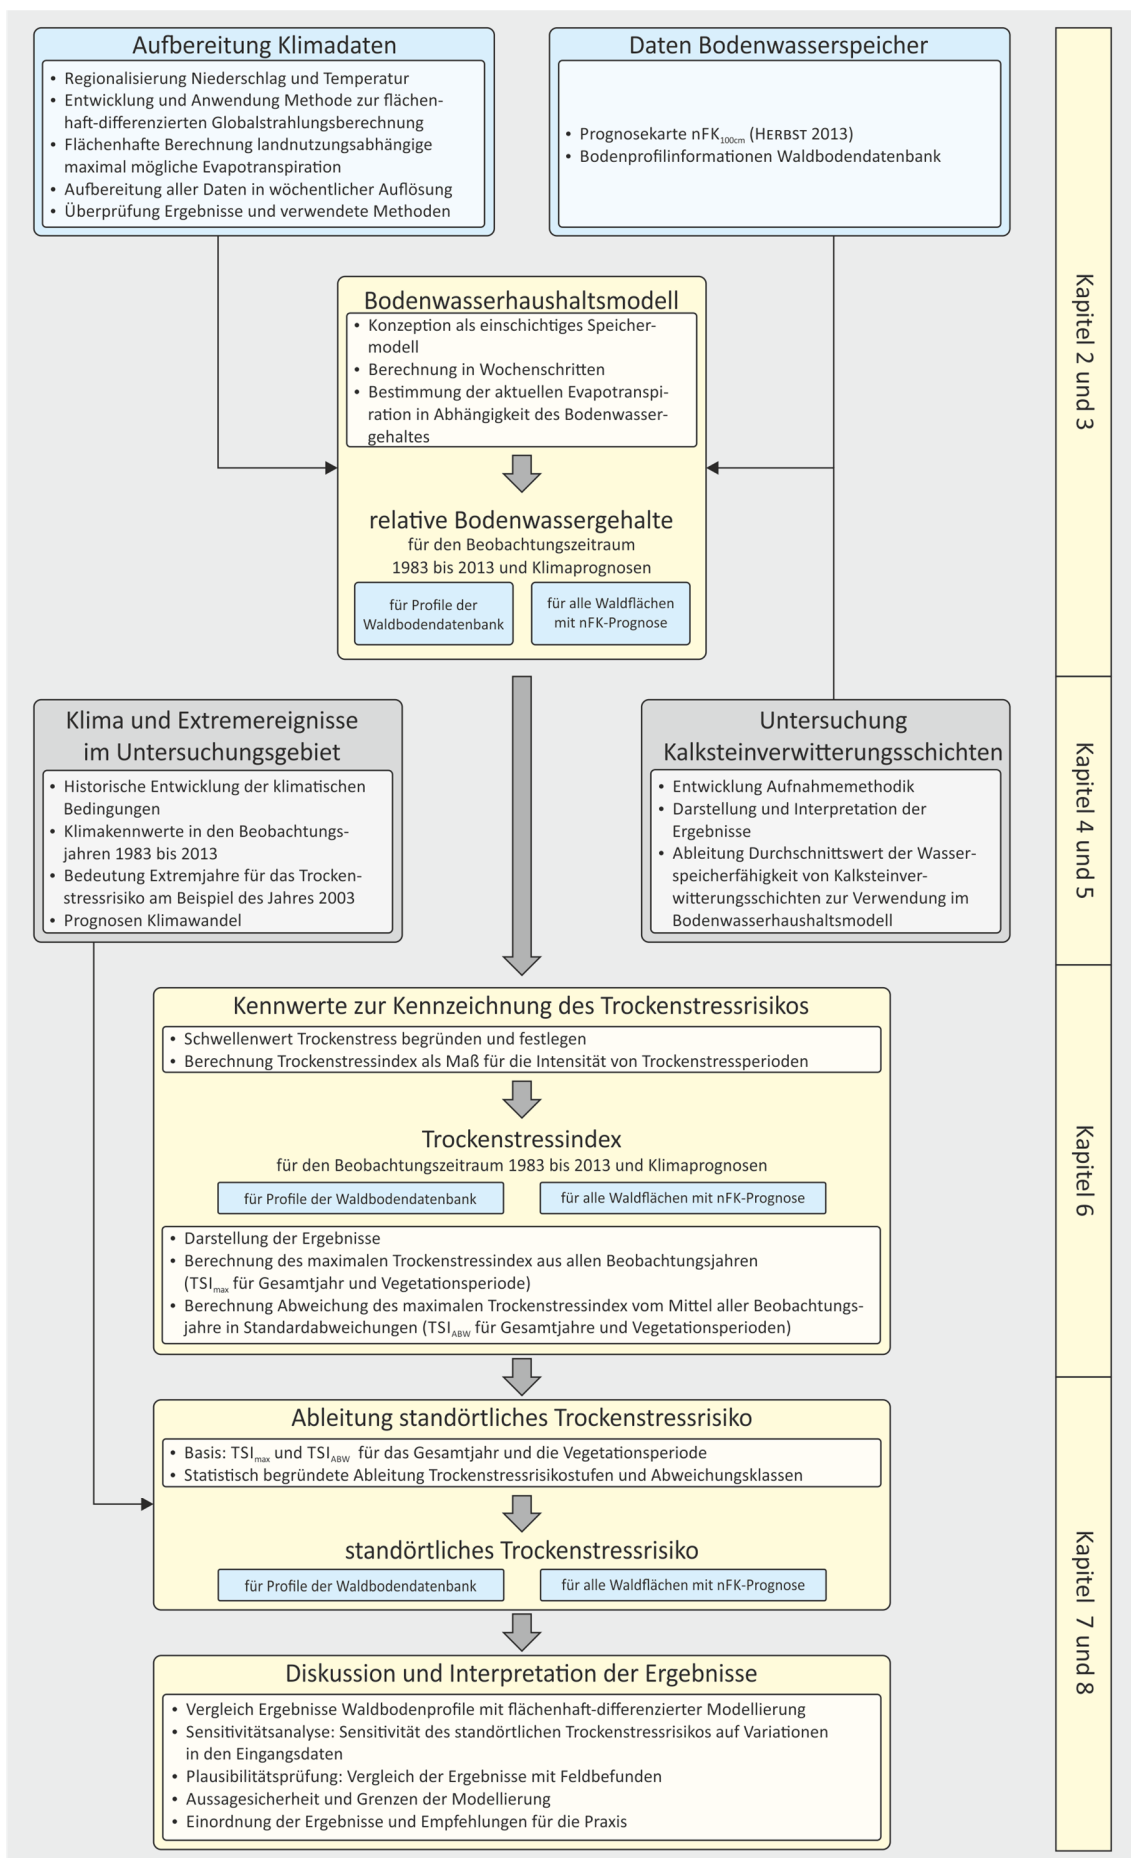 Aufbereitung Klimadaten
• Regionalisierung Niederschlag und Temperatur
• Entwicklung und Anwendung Methode zur flächen-
haft-differenzierten Globalstrahlungsberechnung
• Flächenhafte Berechnung landnutzungsabhängige
maximal mögliche Evapotranspiration
• Aufbereitung aller Daten in wöchentlicher Auflösung
• Überprüfung Ergebnisse und verwendete Methoden
Daten Bodenwasserspeicher
• Prognosekarte nFK100cm (HERBST 2013)
• Bodenprofilinformationen Waldbodendatenbank
Kapitel 2 und 3
Bodenwasserhaushaltsmodell
• Konzeption als einschichtiges Speicher-
modell
• Berechnung in Wochenschritten
• Bestimmung der aktuellen Evapotranspi-
ration in Abhängigkeit des Bodenwasser-
gehaltes
relative Bodenwassergehalte
für den Beobachtungszeitraum
1983 bis 2013 und Klimaprognosen
für Profile der
Waldbodendatenbank
für alle Waldflächen
mit nFK-Prognose
Klima und Extremereignisse
im Untersuchungsgebiet
• Historische Entwicklung der klimatischen
Bedingungen
• Klimakennwerte in den Beobachtungs-
jahren 1983 bis 2013
• Bedeutung Extremjahre für das Trocken-
stressrisiko am Beispiel des Jahres 2003
• Prognosen Klimawandel
Untersuchung
Kalksteinverwitterungsschichten
• Entwicklung Aufnahmemethodik
• Darstellung und Interpretation der
Ergebnisse
• Ableitung Durchschnittswert der Wasser-
speicherfähigkeit von Kalksteinver-
witterungsschichten zur Verwendung im
Bodenwasserhaushaltsmodell
Kapitel 4 und 5
Kennwerte zur Kennzeichnung des Trockenstressrisikos
• Schwellenwert Trockenstress begründen und festlegen
• Berechnung Trockenstressindex als Maß für die Intensität von Trockenstressperioden
Trockenstressindex
für den Beobachtungszeitraum 1983 bis 2013 und Klimaprognosen
für Profile der Waldbodendatenbank
für alle Waldflächen mit nFK-Prognose
• Darstellung der Ergebnisse
• Berechnung des maximalen Trockenstressindex aus allen Beobachtungsjahren
(TSImax für Gesamtjahr und Vegetationsperiode)
• Berechnung Abweichung des maximalen Trockenstressindex vom Mittel aller Beobachtungs-
jahre in Standardabweichungen (TSIABW für Gesamtjahre und Vegetationsperioden)
Kapitel 6
Ableitung standörtliches Trockenstressrisiko
• Basis: TSImax und TSIABW für das Gesamtjahr und die Vegetationsperiode
• Statistisch begründete Ableitung Trockenstressrisikostufen und Abweichungsklassen
standörtliches Trockenstressrisiko
für Profile der Waldbodendatenbank
für alle Waldflächen mit nFK-Prognose
Diskussion und Interpretation der Ergebnisse
• Vergleich Ergebnisse Waldbodenprofile mit flächenhaft-differenzierter Modellierung
• Sensitivitätsanalyse: Sensitivität des standörtlichen Trockenstressrisikos auf Variationen
in den Eingangsdaten
• Plausibilitätsprüfung: Vergleich der Ergebnisse mit Feldbefunden
• Aussagesicherheit und Grenzen der Modellierung
• Einordnung der Ergebnisse und Empfehlungen für die Praxis
Kapitel 7 und 8